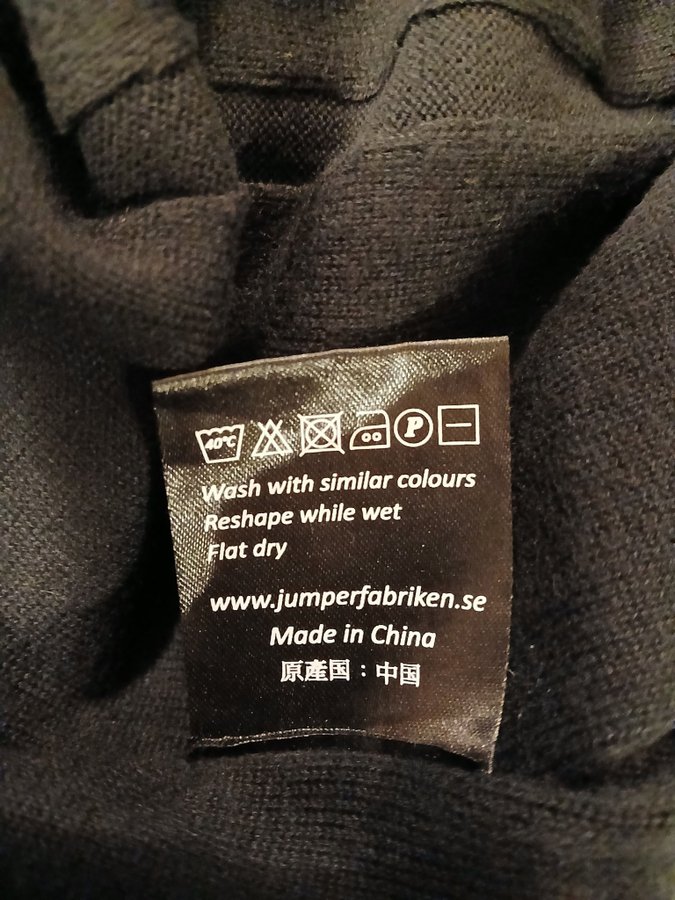 40°C P
Wash with similar colours
Reshape while wet
Flat dry
www.jumperfabriken.se
Made in China
原産国：中国